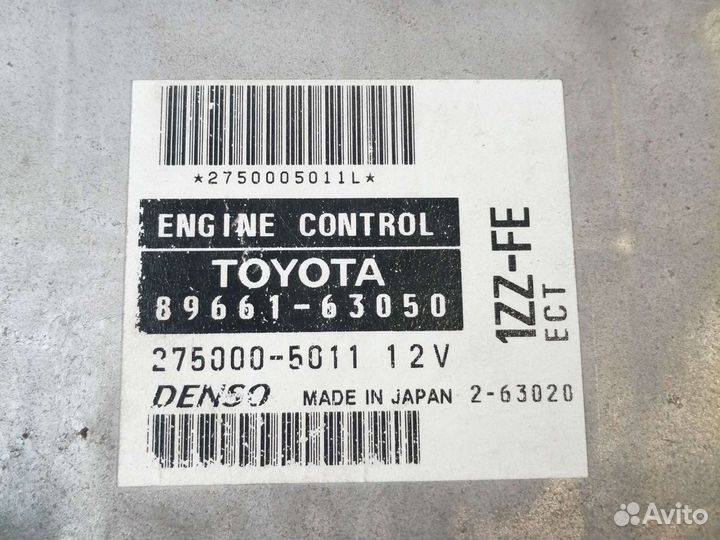 *2750005011L*
ENGINE CONTROL
TOYOTA
89661-63050
275000-5011 12V
DENSO MADE IN JAPAN 2-63020
1ZZ-FE
ECT
Avito